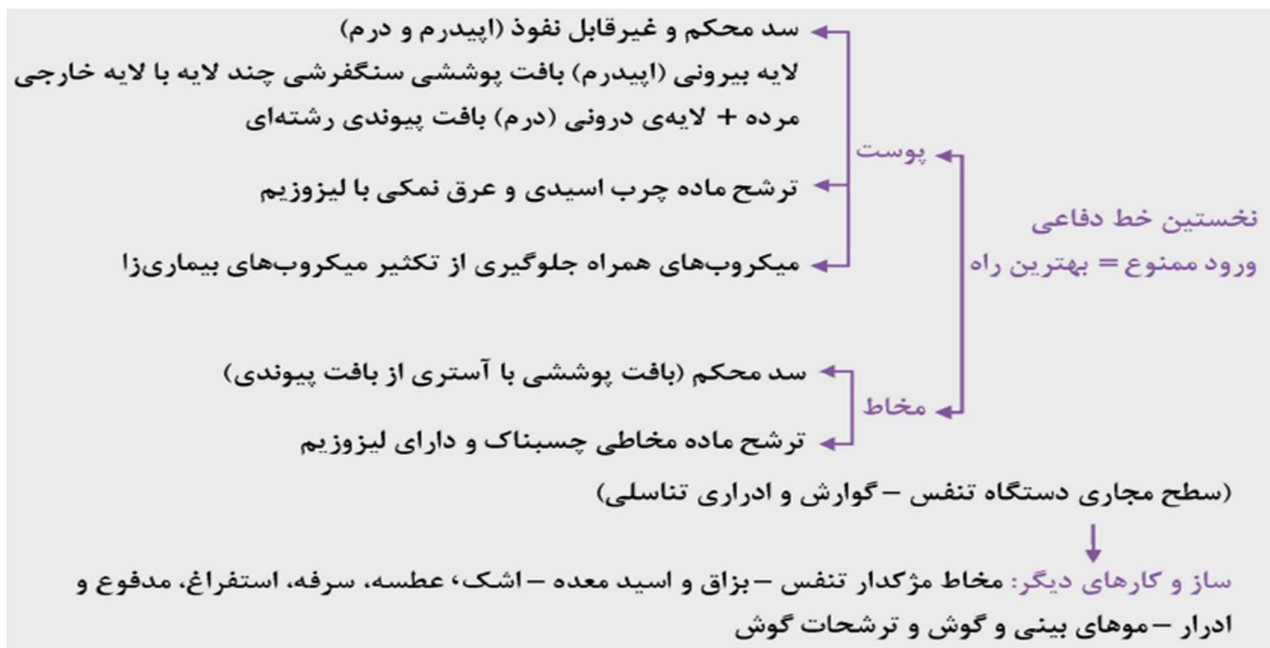 سد محکم و غیرقابل نفوذ (اپیدرم و درم)
لایه بیرونی (اپیدرم) بافت پوششی سنگفرشی چند لایه با لایه خارجی
مرده + لایه‌ی درونی (درم) بافت پیوندی رشته‌ای
پوست
ترشح ماده چرب اسیدی و عرق نمکی با لیزوزیم
نخستین خط دفاعی
ورود ممنوع = بهترین راه
میکروب‌های همراه جلوگیری از تکثیر میکروب‌های بیماری‌زا
سد محکم (بافت پوششی با آستری از بافت پیوندی)
مخاط
ترشح ماده مخاطی چسبناک و دارای لیزوزیم
(سطح مجاری دستگاه تنفس – گوارش و ادراری تناسلی)
ساز و کارهای دیگر: مخاط مژکدار تنفس – بزاق و اسید معده – اشک، عطسه، سرفه، استفراغ، مدفوع و
ادرار – موهای بینی و گوش و ترشحات گوش